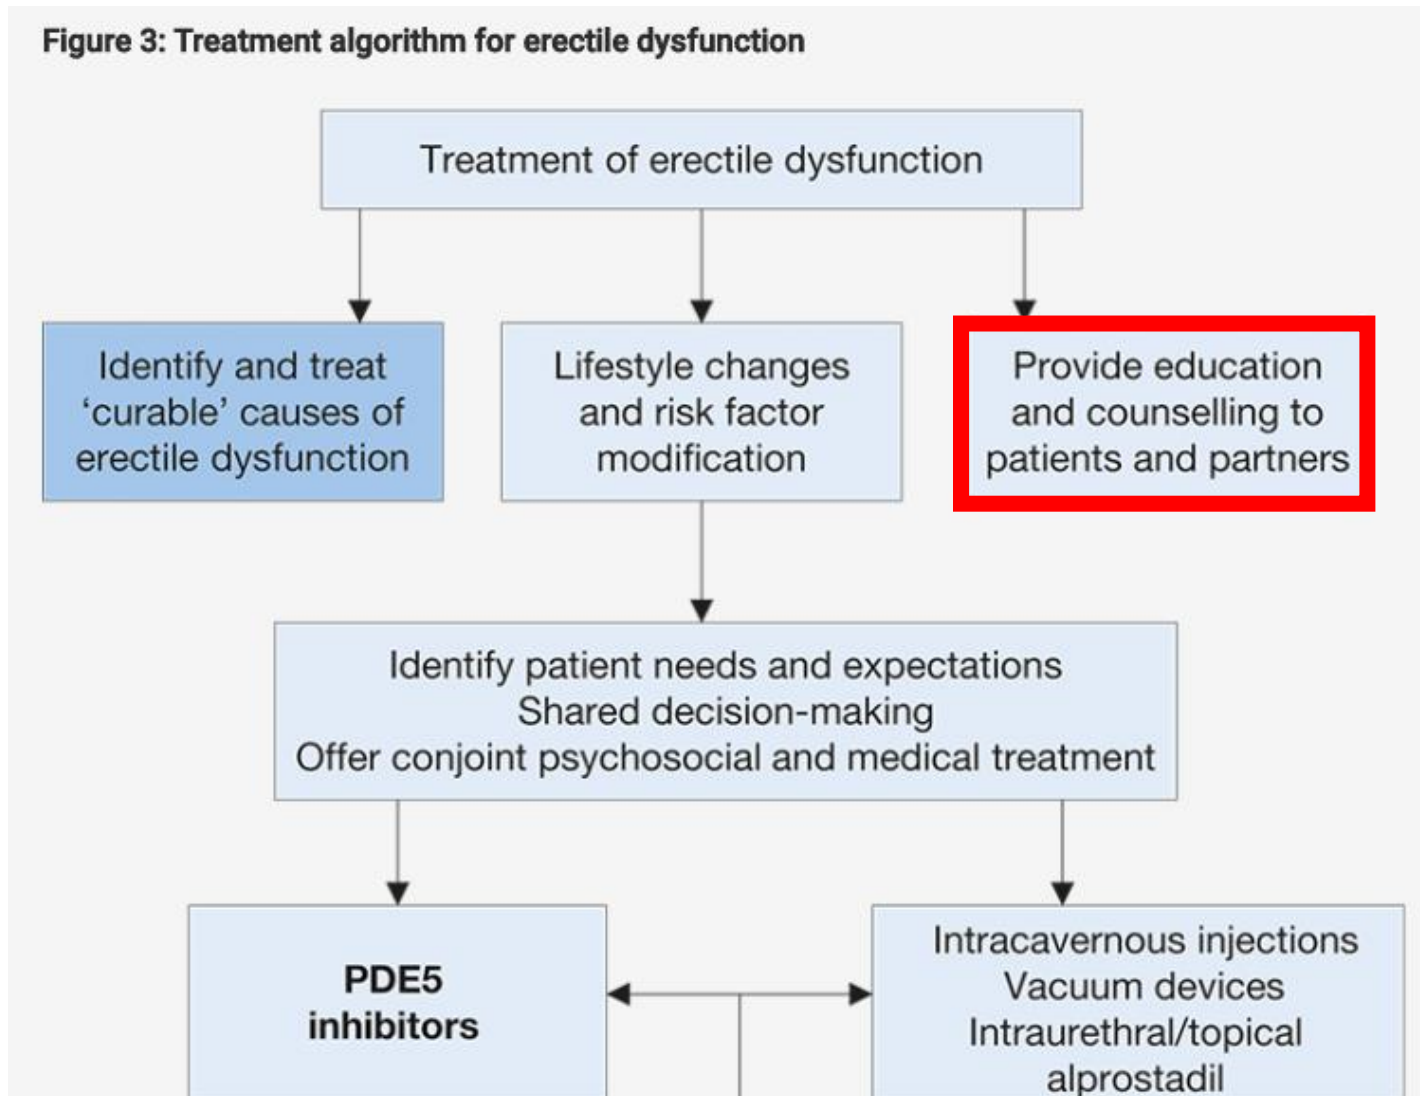 Figure 3: Treatment algorithm for erectile dysfunction
Treatment of erectile dysfunction
Identify and treat
‘curable’ causes of
erectile dysfunction
Lifestyle changes
and risk factor
modification
Provide education
and counselling to
patients and partners
Identify patient needs and expectations
Shared decision-making
Offer conjoint psychosocial and medical treatment
PDE5
inhibitors
Intracavernous injections
Vacuum devices
Intraurethral/topical
alprostadil